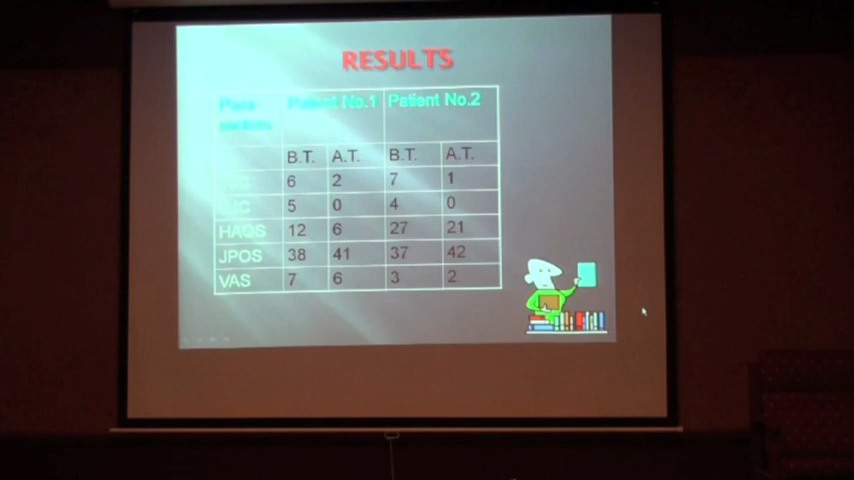 RESULTS
Patient No.1 Patient No.2
B.T. A.T. B.T. A.T.
6 2 7 1
5 0 4 0
HAQS 12 6 27 21
JPOS 38 41 37 42
VAS 7 6 3 2